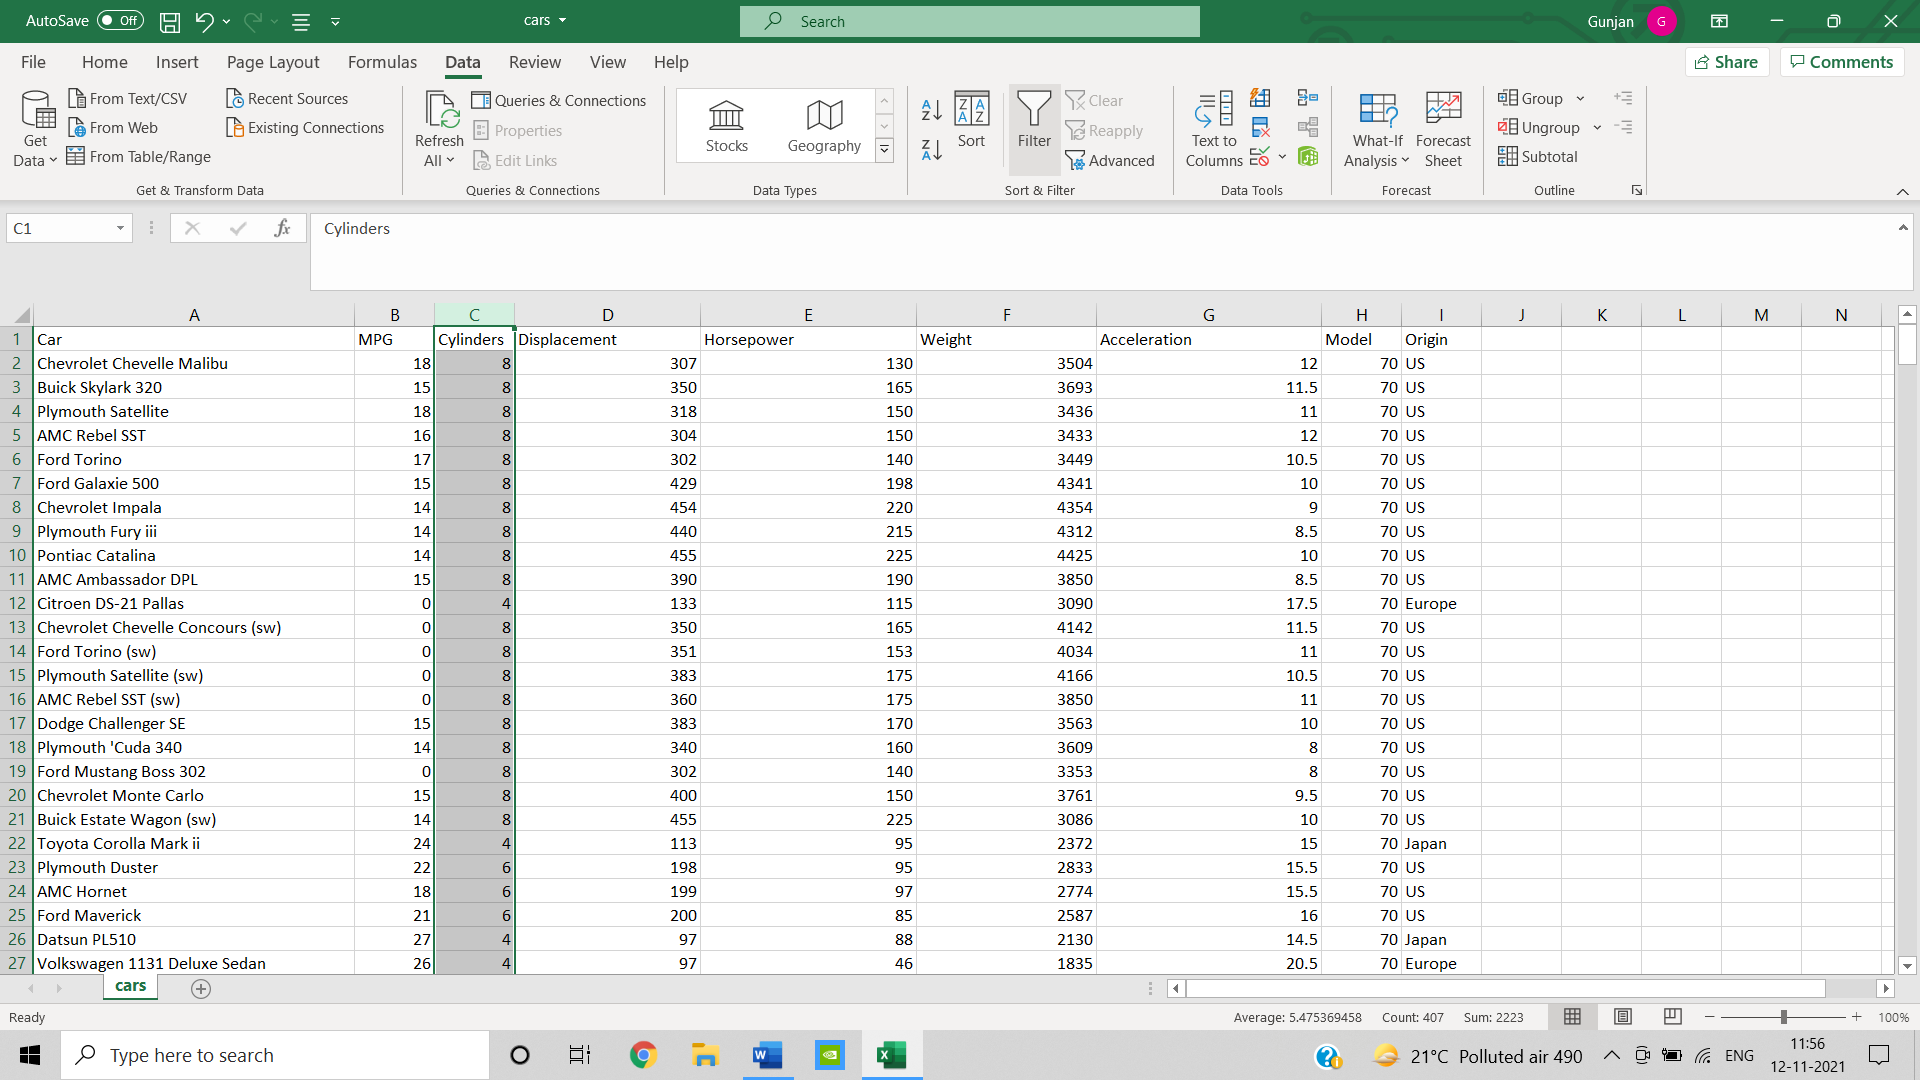 AutoSave Off cars Search Gunjan G
File Home Insert Page Layout Formulas Data Review View Help Share Comments
Get Data From Text/CSV From Web From Table/Range Recent Sources Existing Connections
Refresh All Queries & Connections Properties Edit Links
Stocks Geography
Sort Filter Clear Reapply Advanced
Text to Columns What-If Analysis Forecast Sheet Group Ungroup Subtotal
Get & Transform Data Queries & Connections Data Types Sort & Filter Data Tools Forecast Outline
C1 fx Cylinders
A B C D E F G H I J K L M N
1 Car MPG Cylinders Displacement Horsepower Weight Acceleration Model Origin
2 Chevrolet Chevelle Malibu 18 8 307 130 3504 12 70 US
3 Buick Skylark 320 15 8 350 165 3693 11.5 70 US
4 Plymouth Satellite 18 8 318 150 3436 11 70 US
5 AMC Rebel SST 16 8 304 150 3433 12 70 US
6 Ford Torino 17 8 302 140 3449 10.5 70 US
7 Ford Galaxie 500 15 8 429 198 4341 10 70 US
8 Chevrolet Impala 14 8 454 220 4354 9 70 US
9 Plymouth Fury iii 14 8 440 215 4312 8.5 70 US
10 Pontiac Catalina 14 8 455 225 4425 10 70 US
11 AMC Ambassador DPL 15 8 390 190 3850 8.5 70 US
12 Citroen DS-21 Pallas 0 4 133 115 3090 17.5 70 Europe
13 Chevrolet Chevelle Concours (sw) 0 8 350 165 4142 11.5 70 US
14 Ford Torino (sw) 0 8 351 153 4034 11 70 US
15 Plymouth Satellite (sw) 0 8 383 175 4166 10.5 70 US
16 AMC Rebel SST (sw) 0 8 360 175 3850 11 70 US
17 Dodge Challenger SE 15 8 383 170 3563 10 70 US
18 Plymouth 'Cuda 340 14 8 340 160 3609 8 70 US
19 Ford Mustang Boss 302 0 8 302 140 3353 8 70 US
20 Chevrolet Monte Carlo 15 8 400 150 3761 9.5 70 US
21 Buick Estate Wagon (sw) 14 8 455 225 3086 10 70 US
22 Toyota Corolla Mark ii 24 4 113 95 2372 15 70 Japan
23 Plymouth Duster 22 6 198 95 2833 15.5 70 US
24 AMC Hornet 18 6 199 97 2774 15.5 70 US
25 Ford Maverick 21 6 200 85 2587 16 70 US
26 Datsun PL510 27 4 97 88 2130 14.5 70 Japan
27 Volkswagen 1131 Deluxe Sedan 26 4 97 46 1835 20.5 70 Europe
cars
Ready Average: 5.475369458 Count: 407 Sum: 2223 100%
Type here to search 21°C Polluted air 490 ENG 11:56
12-11-2021